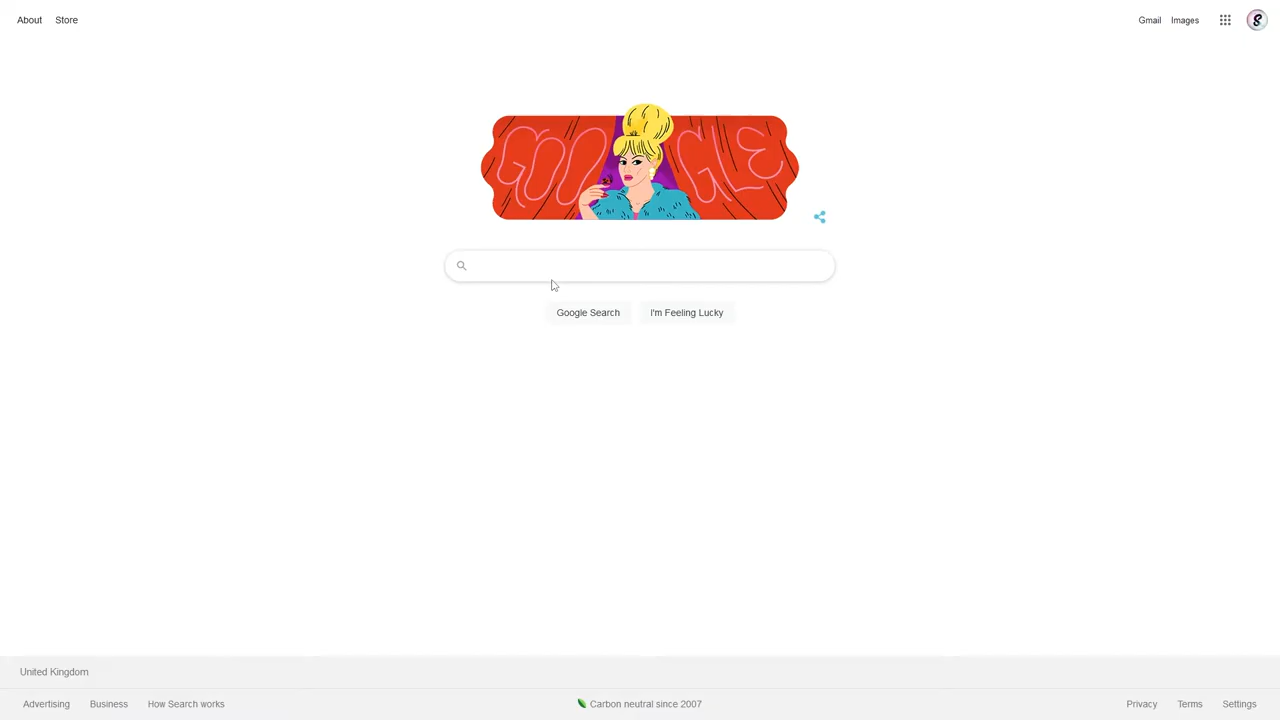 About Store
Gmail Images
GOOGLE
Google Search
I'm Feeling Lucky
United Kingdom
Advertising Business How Search works
Carbon neutral since 2007
Privacy Terms Settings